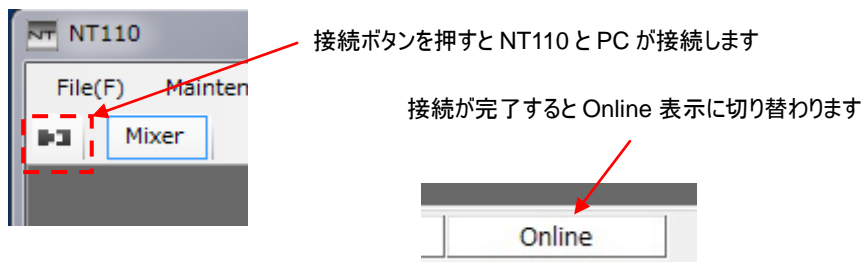 NT NT110
接続ボタンを押すと NT110 と PC が接続します
File(F) Mainten
接続が完了すると Online 表示に切り替わります
Mixer
Online